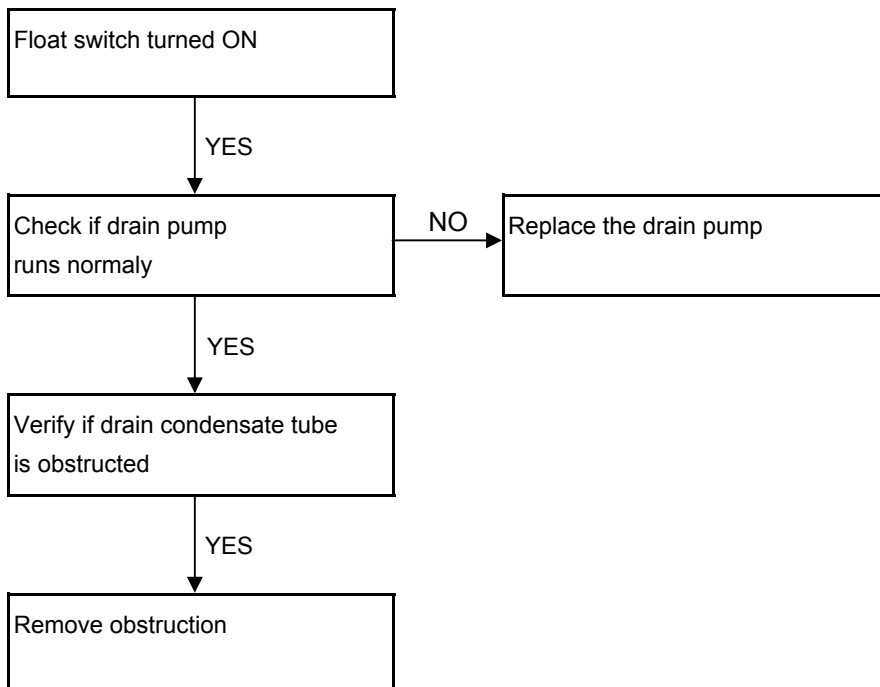 Float switch turned ON
YES
Check if drain pump
runs normaly
NO
Replace the drain pump
YES
Verify if drain condensate tube
is obstructed
YES
Remove obstruction